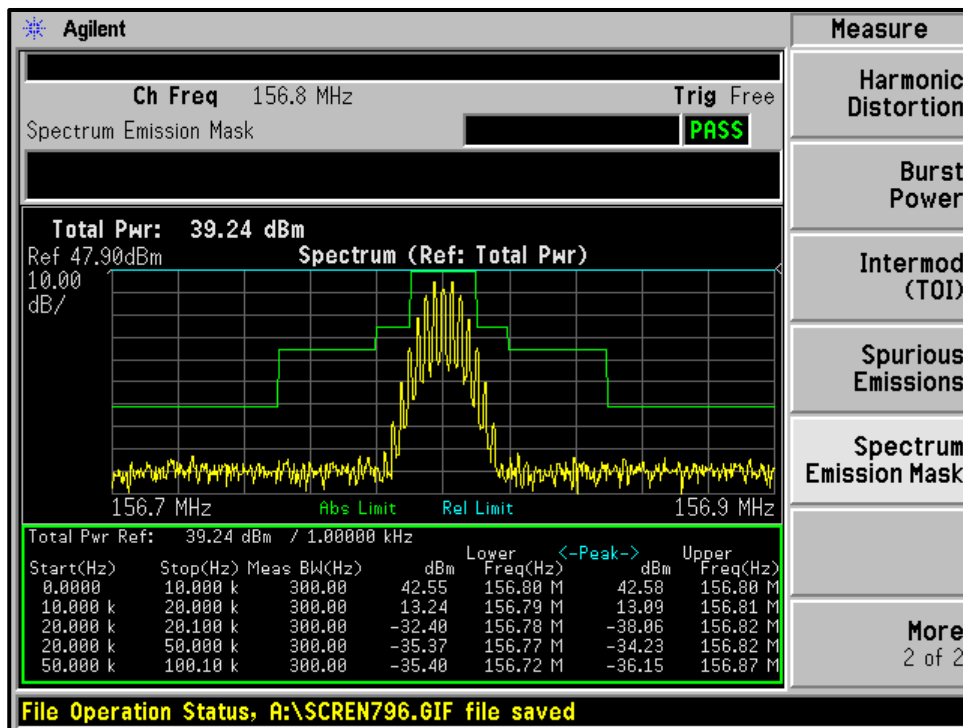 Agilent
Measure
Ch Freq 156.8 MHz Trig Free
Spectrum Emission Mask PASS
Harmonic
Distortion
Burst
Power
Intermod
(TOI)
Spurious
Emissions
Spectrum
Emission Mask
More
2 of 2
Total Pwr: 39.24 dBm
Ref 47.90dBm Spectrum (Ref: Total Pwr)
10.00
dB/
156.7 MHz Abs Limit Rel Limit 156.9 MHz
Total Pwr Ref: 39.24 dBm / 1.00000 kHz
Lower <-Peak-> Upper
Start(Hz) Stop(Hz) Meas BW(Hz) dBm Freq(Hz) dBm Freq(Hz)
0.0000 10.000 k 300.00 42.55 156.80 M 42.58 156.80 M
10.000 k 20.000 k 300.00 13.24 156.79 M 13.09 156.81 M
20.000 k 20.100 k 300.00 -32.40 156.78 M -38.06 156.82 M
20.000 k 50.000 k 300.00 -35.37 156.77 M -34.23 156.82 M
50.000 k 100.10 k 300.00 -35.40 156.72 M -36.15 156.87 M
File Operation Status, A:\SCREN796.GIF file saved